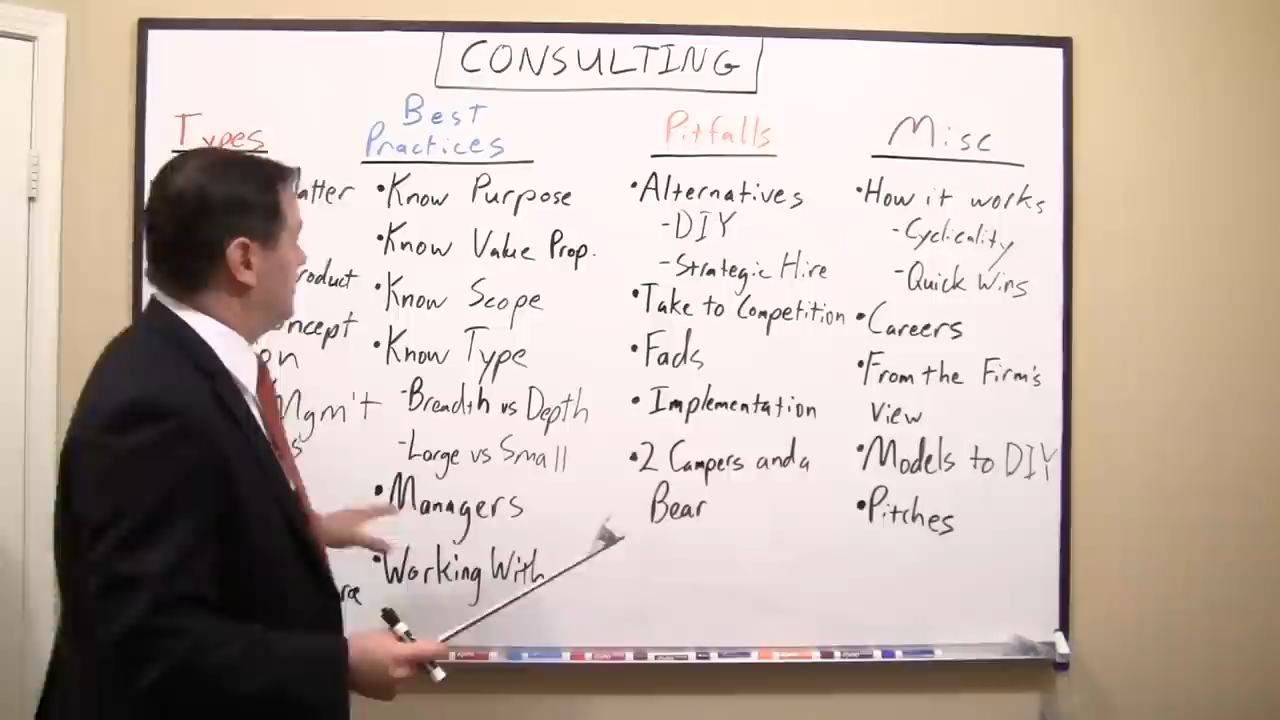 CONSULTING
Types
Mgm't
Best
Practices
•Know Purpose
•Know Value Prop.
•Know Scope
•Know Type
-Breadth vs Depth
-Large vs Small
•Managers
•Working With
Pitfalls
•Alternatives
-DIY
-Strategic Hire
•Take to Competition
•Fads
•Implementation
•2 Campers and a
Bear
Misc
•How it works
-Cyclicality
-Quick Wins
•Careers
•From the Firm's
View
•Models to DIY
•Pitches